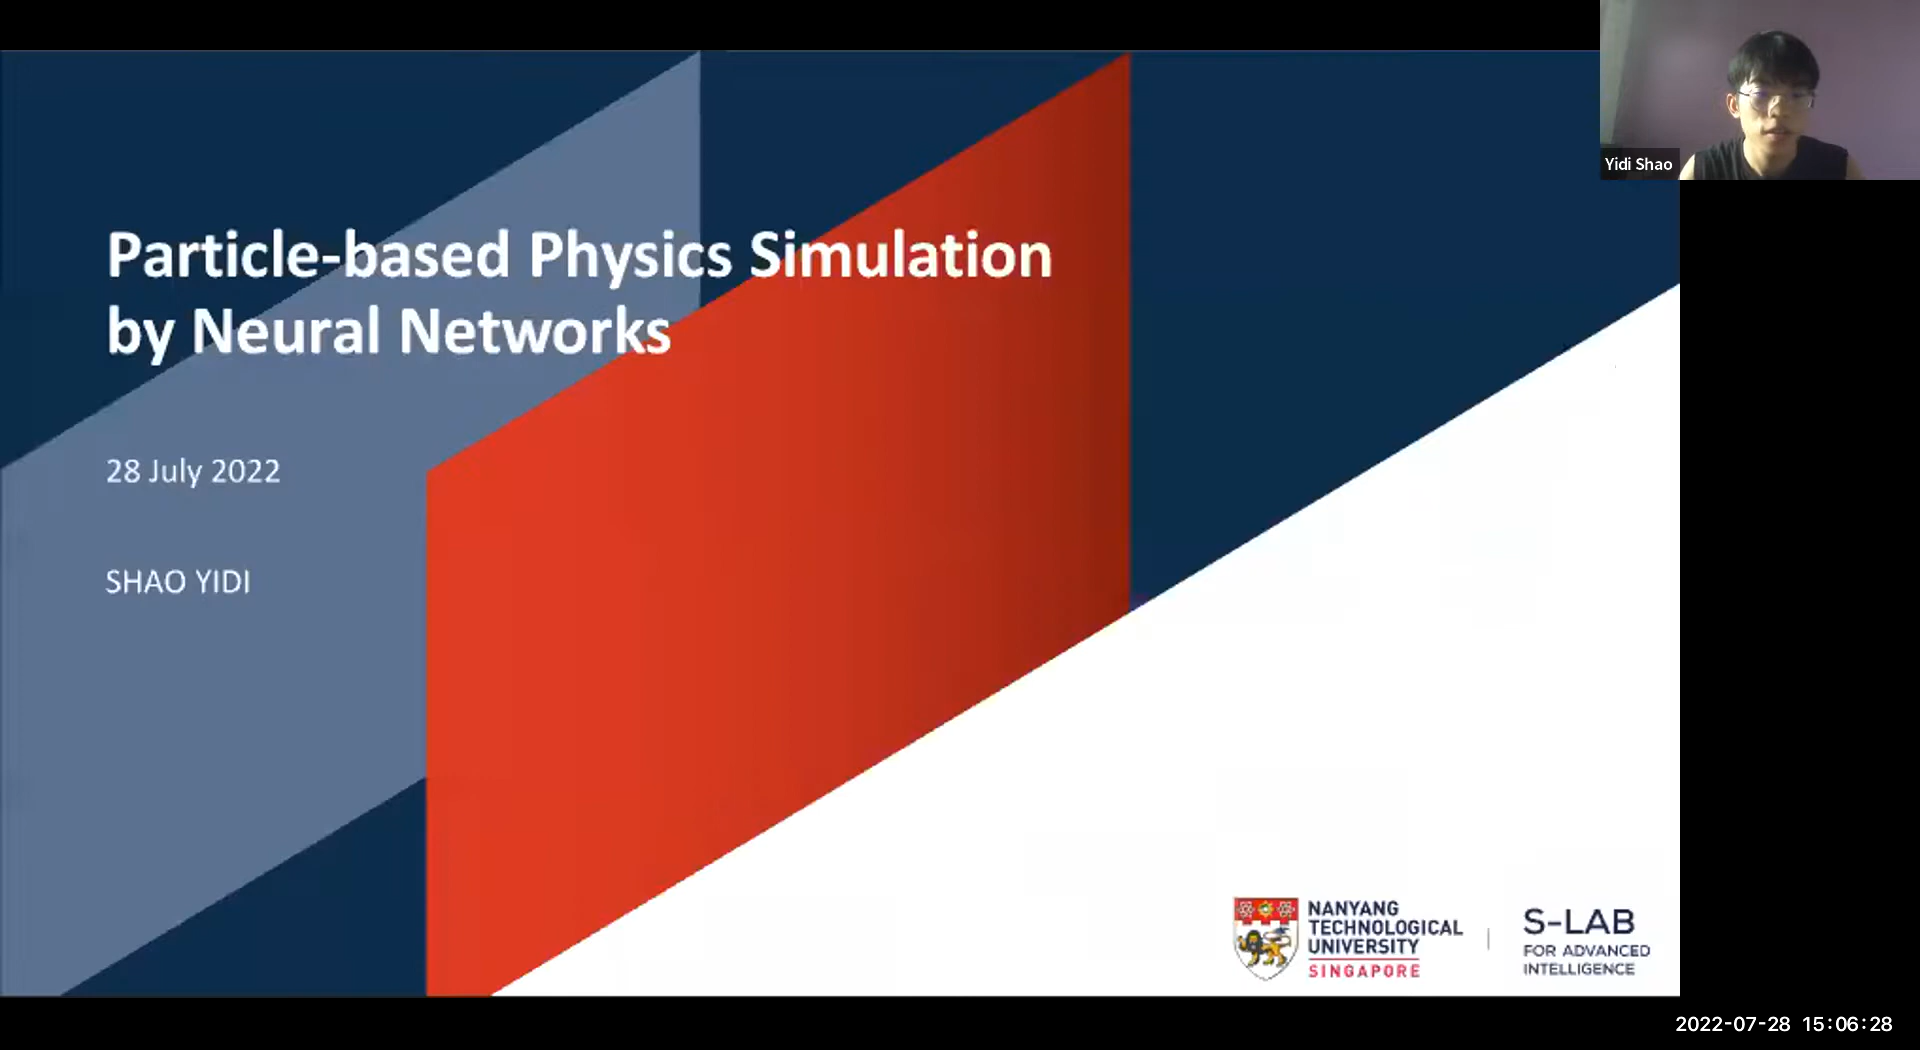 Yidi Shao
Particle-based Physics Simulation
by Neural Networks
28 July 2022
SHAO YIDI
NANYANG
TECHNOLOGICAL
UNIVERSITY
SINGAPORE
S-LAB
FOR ADVANCED
INTELLIGENCE
2022-07-28 15:06:28